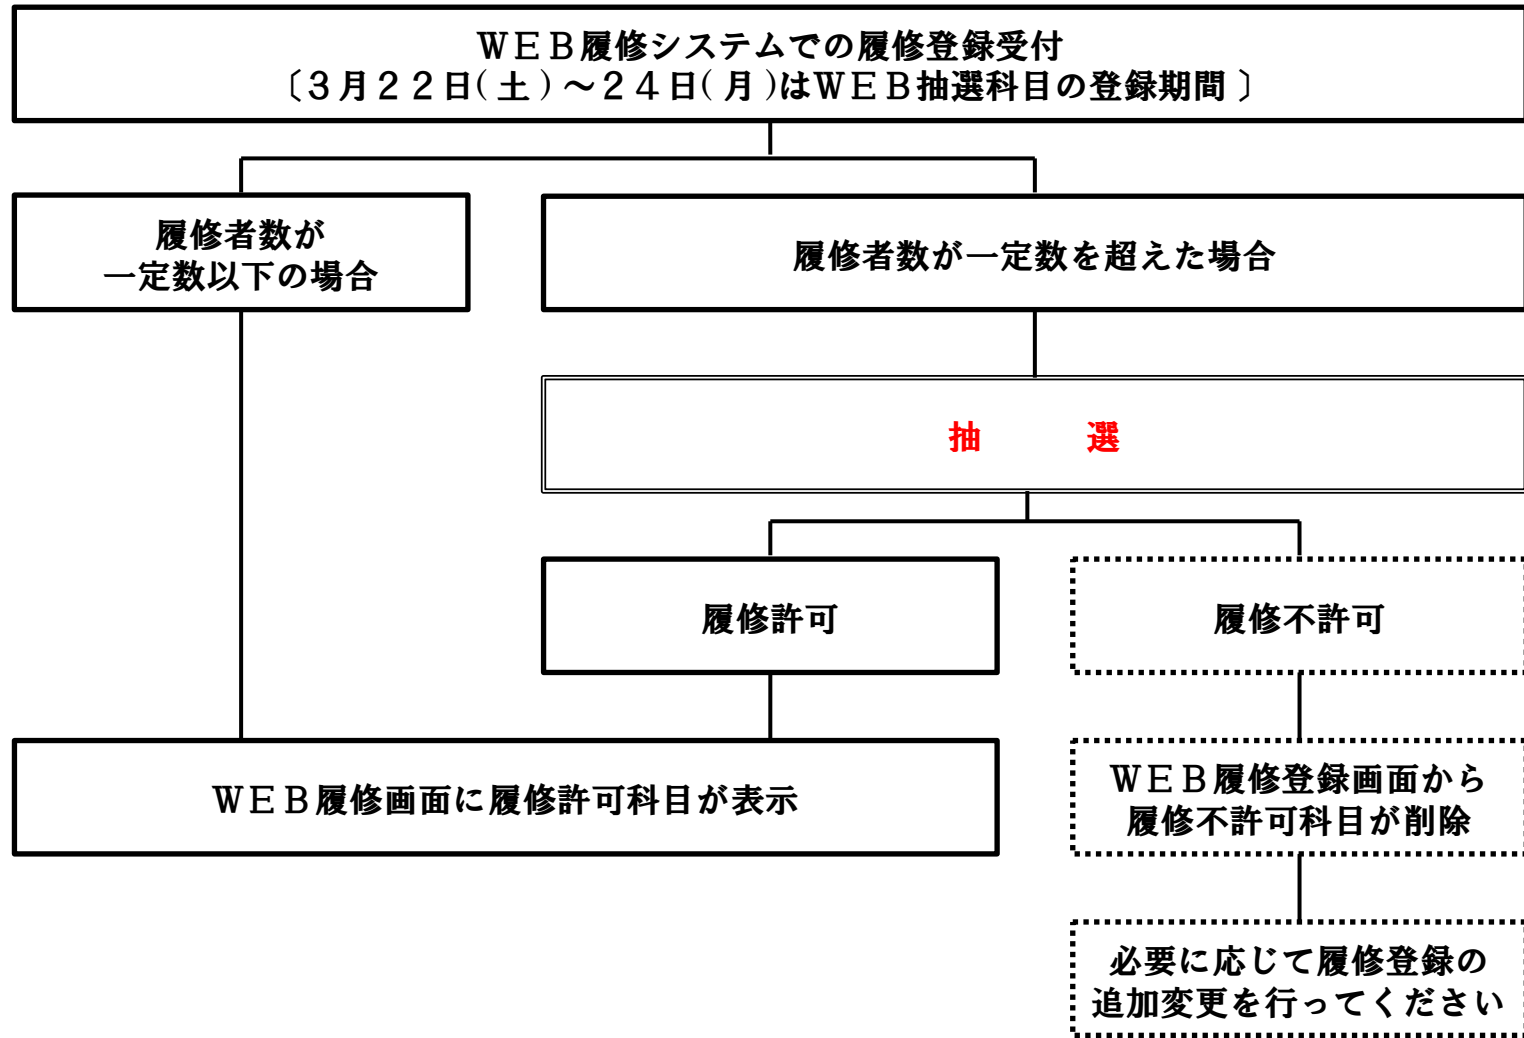 ＷＥＢ履修システムでの履修登録受付
〔３月２２日(土)～２４日(月)はＷＥＢ抽選科目の登録期間〕
履修者数が
一定数以下の場合
履修者数が一定数を超えた場合
抽　　選
履修許可
履修不許可
ＷＥＢ履修画面に履修許可科目が表示
ＷＥＢ履修登録画面から
履修不許可科目が削除
必要に応じて履修登録の
追加変更を行ってください